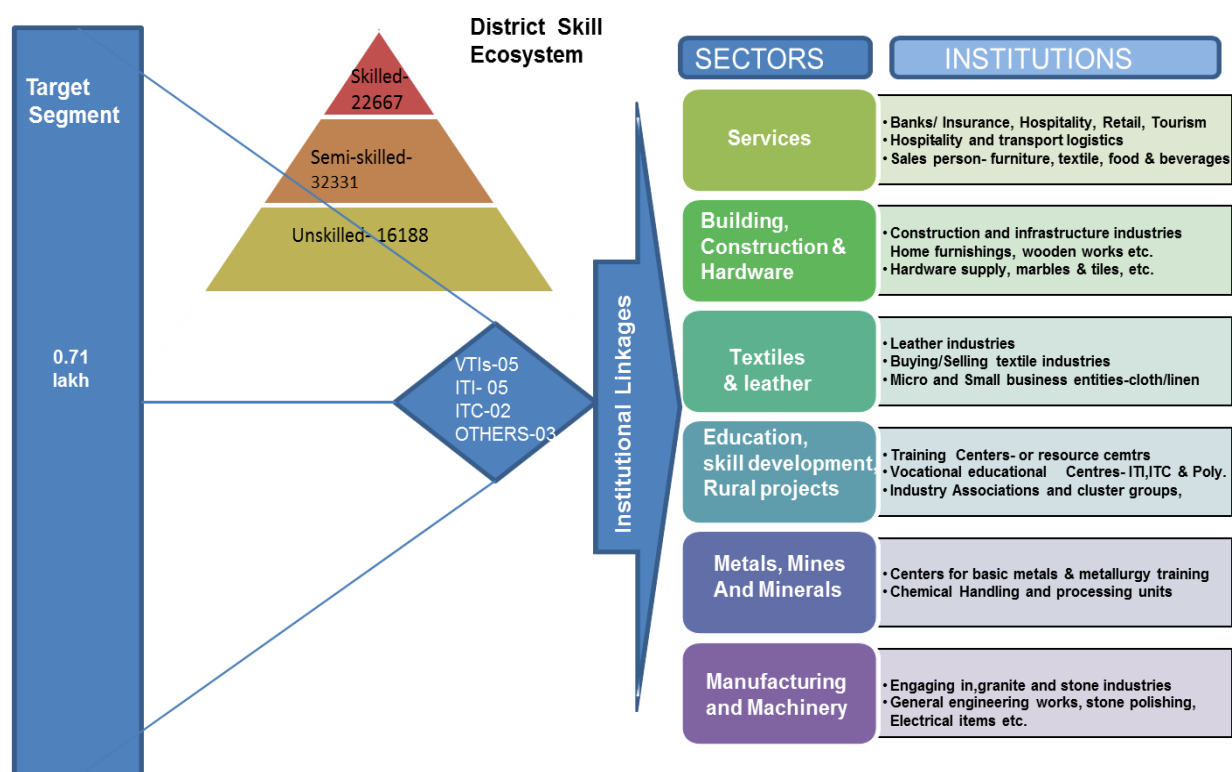 District Skill
Ecosystem
Target
Segment
0.71
lakh
Skilled-
22667
Semi-skilled-
32331
Unskilled- 16188
VTIs-05
ITI- 05
ITC-02
OTHERS-03
Institutional Linkages
SECTORS
INSTITUTIONS
Services
• Banks/ Insurance, Hospitality, Retail, Tourism
• Hospitality and transport logistics
• Sales person- furniture, textile, food & beverages
Building,
Construction &
Hardware
• Construction and infrastructure industries
Home furnishings, wooden works etc.
• Hardware supply, marbles & tiles, etc.
Textiles
& leather
• Leather industries
• Buying/Selling textile industries
• Micro and Small business entities-cloth/linen
Education,
skill development,
Rural projects
• Training Centers- or resource cemtrs
• Vocational educational Centres- ITI,ITC & Poly.
• Industry Associations and cluster groups,
Metals, Mines
And Minerals
• Centers for basic metals & metallurgy training
• Chemical Handling and processing units
Manufacturing
and Machinery
• Engaging in,granite and stone industries
• General engineering works, stone polishing,
Electrical items etc.